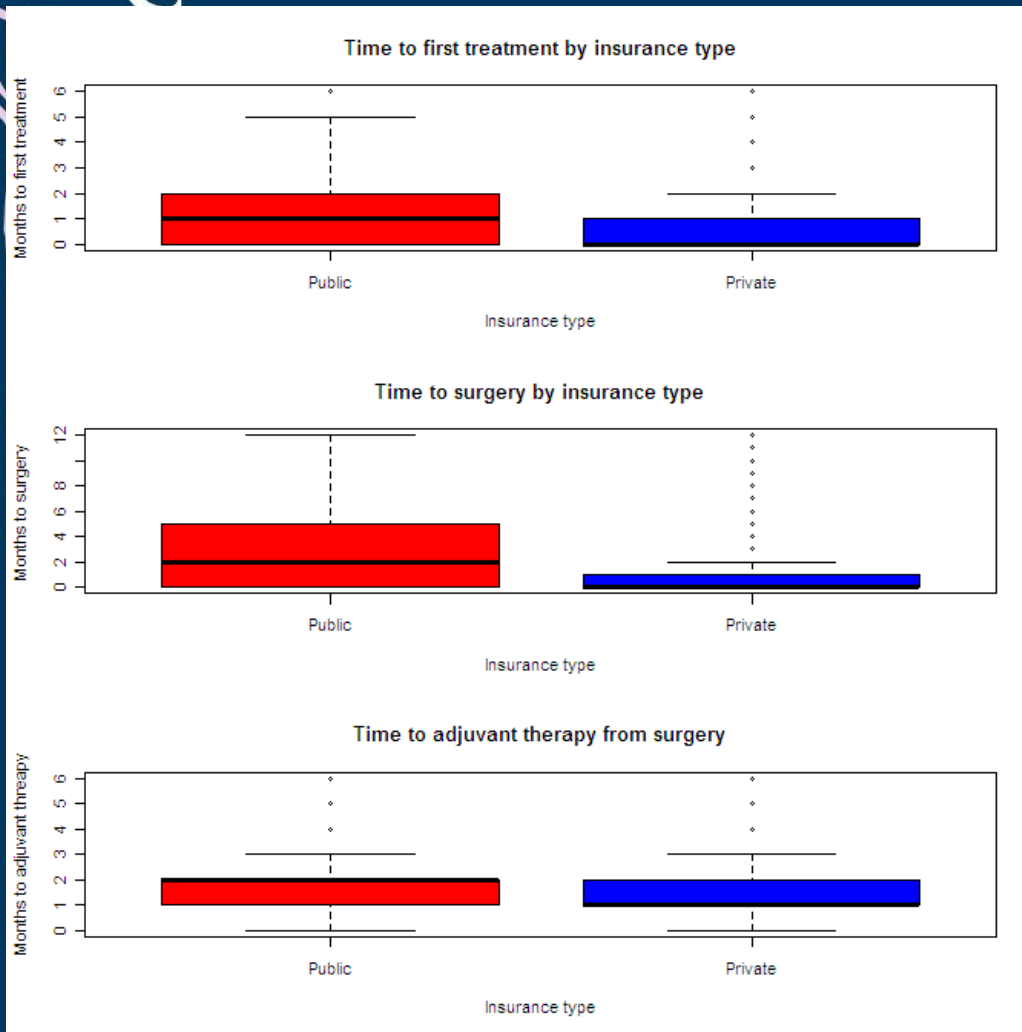 Time to first treatment by insurance type
Months to first treatment
6
5
4
3
2
1
0
Public Private
Insurance type
Time to surgery by insurance type
Months to surgery
12
8
6
4
2
0
Public Private
Insurance type
Time to adjuvant therapy from surgery
Months to adjuvant threapy
6
5
4
3
2
1
0
Public Private
Insurance type